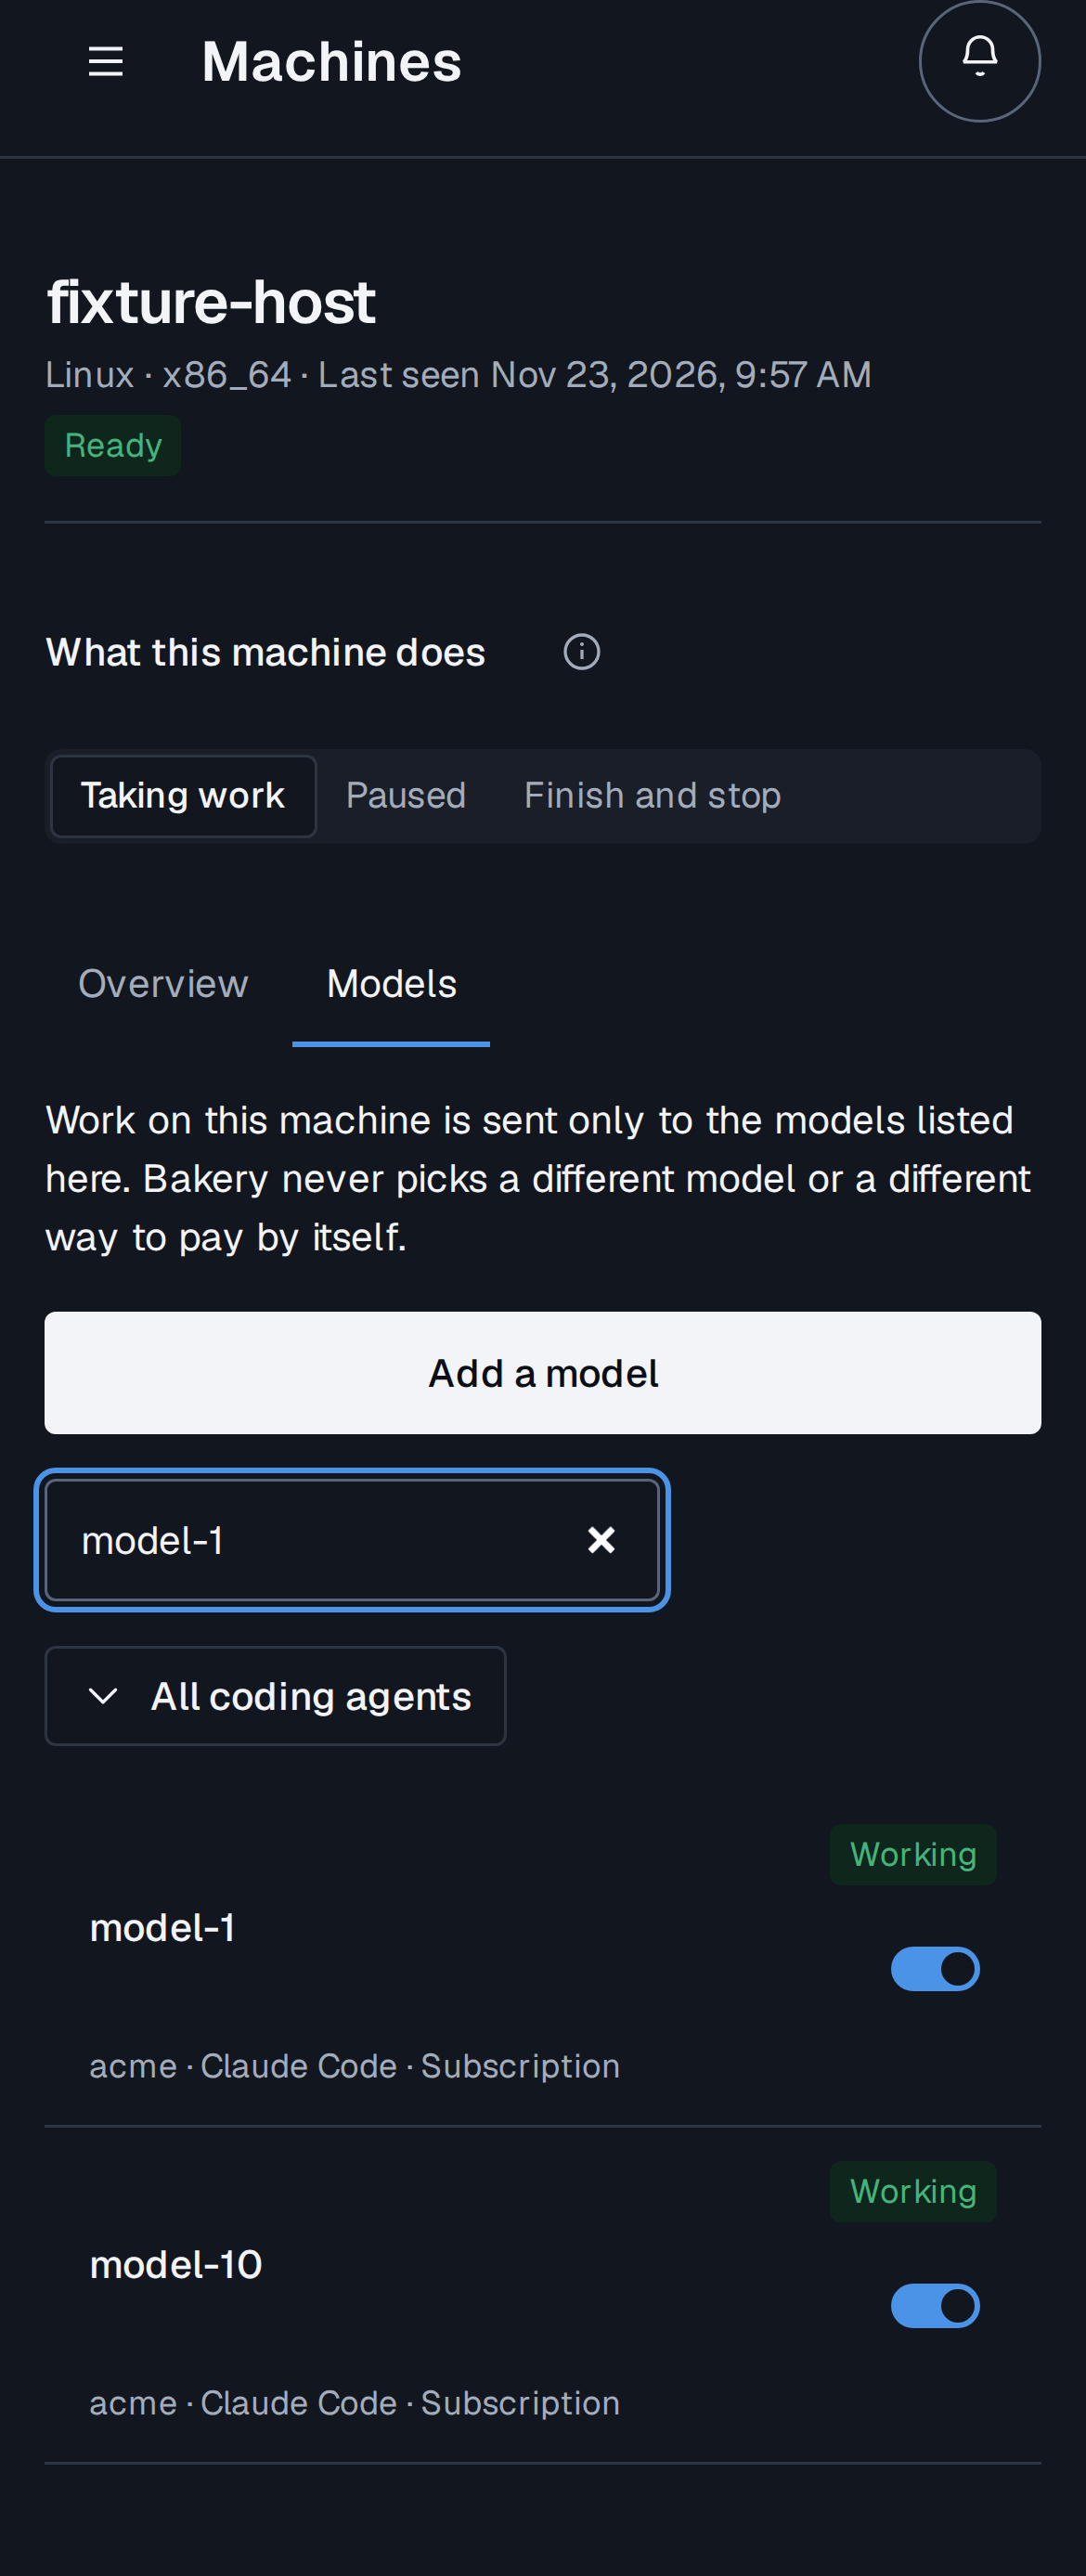 Machines
fixture-host
Linux · x86_64 · Last seen Nov 23, 2026, 9:57 AM
Ready
What this machine does
Taking work Paused Finish and stop
Overview Models
Work on this machine is sent only to the models listed
here. Bakery never picks a different model or a different
way to pay by itself.
Add a model
model-1
All coding agents
Working
model-1
acme · Claude Code · Subscription
Working
model-10
acme · Claude Code · Subscription